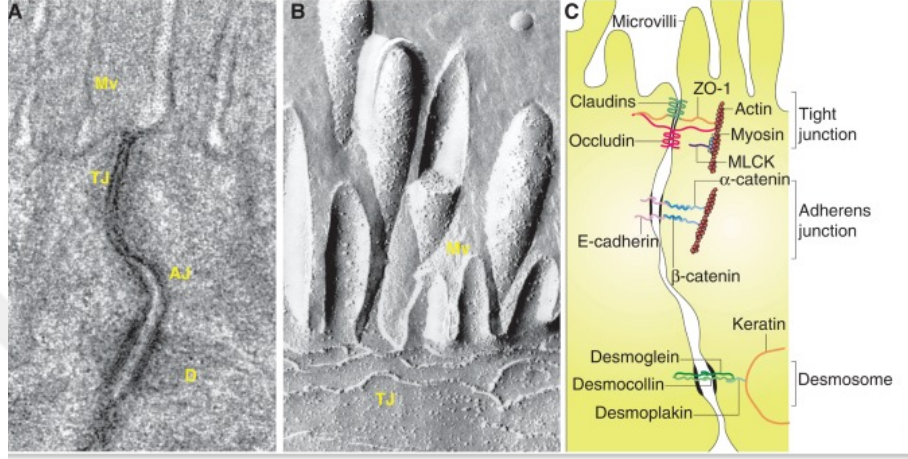 A
Mv
TJ
AJ
D
B
Mv
TJ
C
Microvilli
Claudins
ZO-1
Actin
Occludin
Myosin
MLCK
Tight
junction
α-catenin
E-cadherin
β-catenin
Adherens
junction
Keratin
Desmoglein
Desmocollin
Desmoplakin
Desmosome